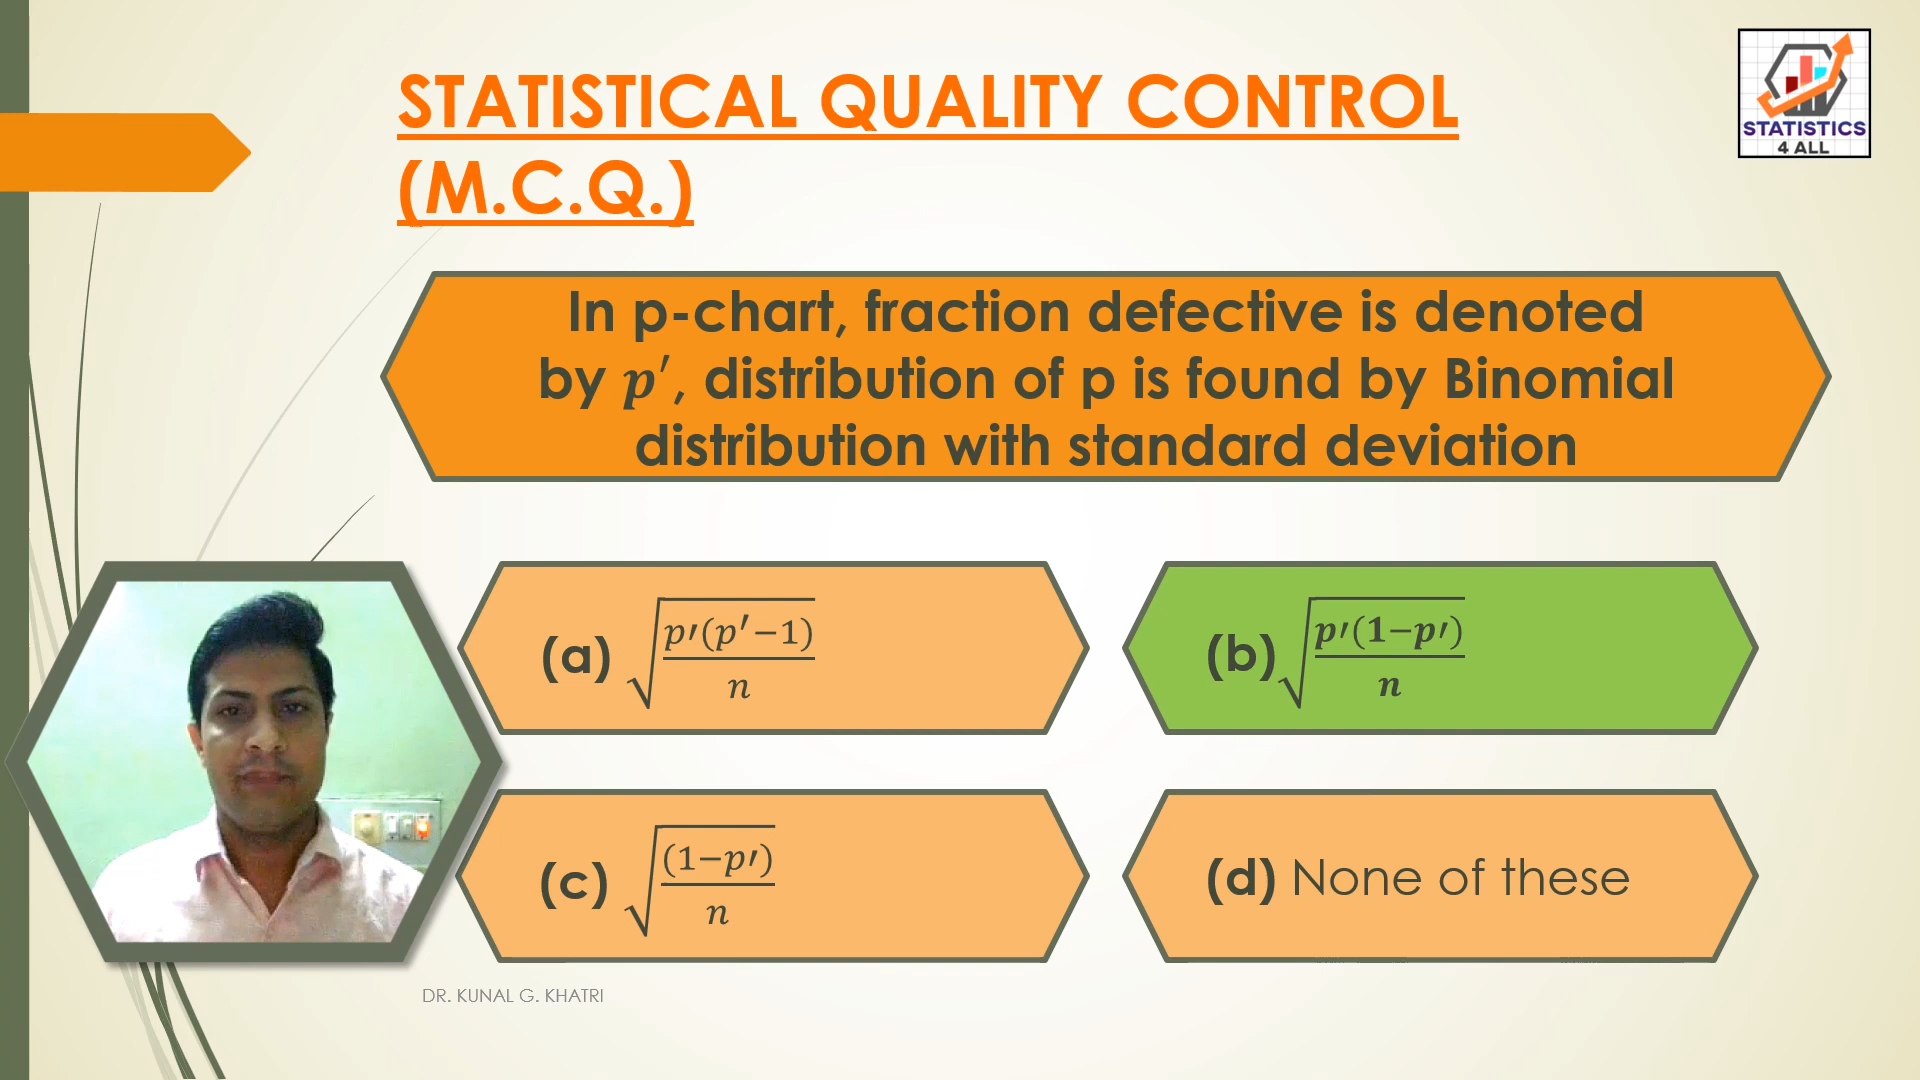 STATISTICAL QUALITY CONTROL
(M.C.Q.)
STATISTICS
4 ALL
In p-chart, fraction defective is denoted
by p′, distribution of p is found by Binomial
distribution with standard deviation
(a) √(p′(p′−1)/n)
(b) √(p′(1−p′)/n)
(c) √((1−p′)/n)
(d) None of these
DR. KUNAL G. KHATRI